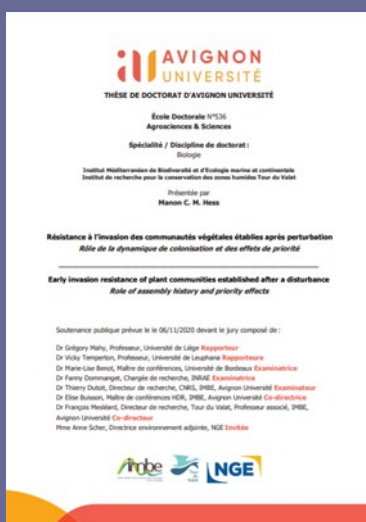 AVIGNON
UNIVERSITÉ
THÈSE DE DOCTORAT D'AVIGNON UNIVERSITÉ
École Doctorale N°536
Agrosciences & Sciences
Spécialité / Discipline de doctorat :
Biologie
Institut Méditerranéen de Biodiversité et d'Ecologie marine et continentale
Institut de recherche pour la conservation des zones humides Tour du Valat
Présentée par
Manon C. M. Hess
Résistance à l'invasion des communautés végétales établies après perturbation
Rôle de la dynamique de colonisation et des effets de priorité
Early invasion resistance of plant communities established after a disturbance
Role of assembly history and priority effects
Soutenance publique prévue le le 06/11/2020 devant le jury composé de :
Dr Grégory Mahy, Professeur, Université de Liège Rapporteur
Dr Vicky Temperton, Professeur, Université de Leuphana Rapporteure
Dr Marie-Lise Benot, Maître de conférences, Université de Bordeaux Examinatrice
Dr Fanny Dommanget, Chargée de recherche, INRAE Examinatrice
Dr Thierry Dutoit, Directeur de recherche, CNRS, IMBE, Avignon Université Examinateur
Dr Elise Buisson, Maître de conférences HDR, IMBE, Avignon Université Co-directrice
Dr François Mesléard, Directeur de recherche, Tour du Valat, Professeur associé, IMBE,
Avignon Université Co-directeur
Mme Anne Scher, Directrice environnement adjointe, NGE Invitée
imbe
Tour du Valat
NGE